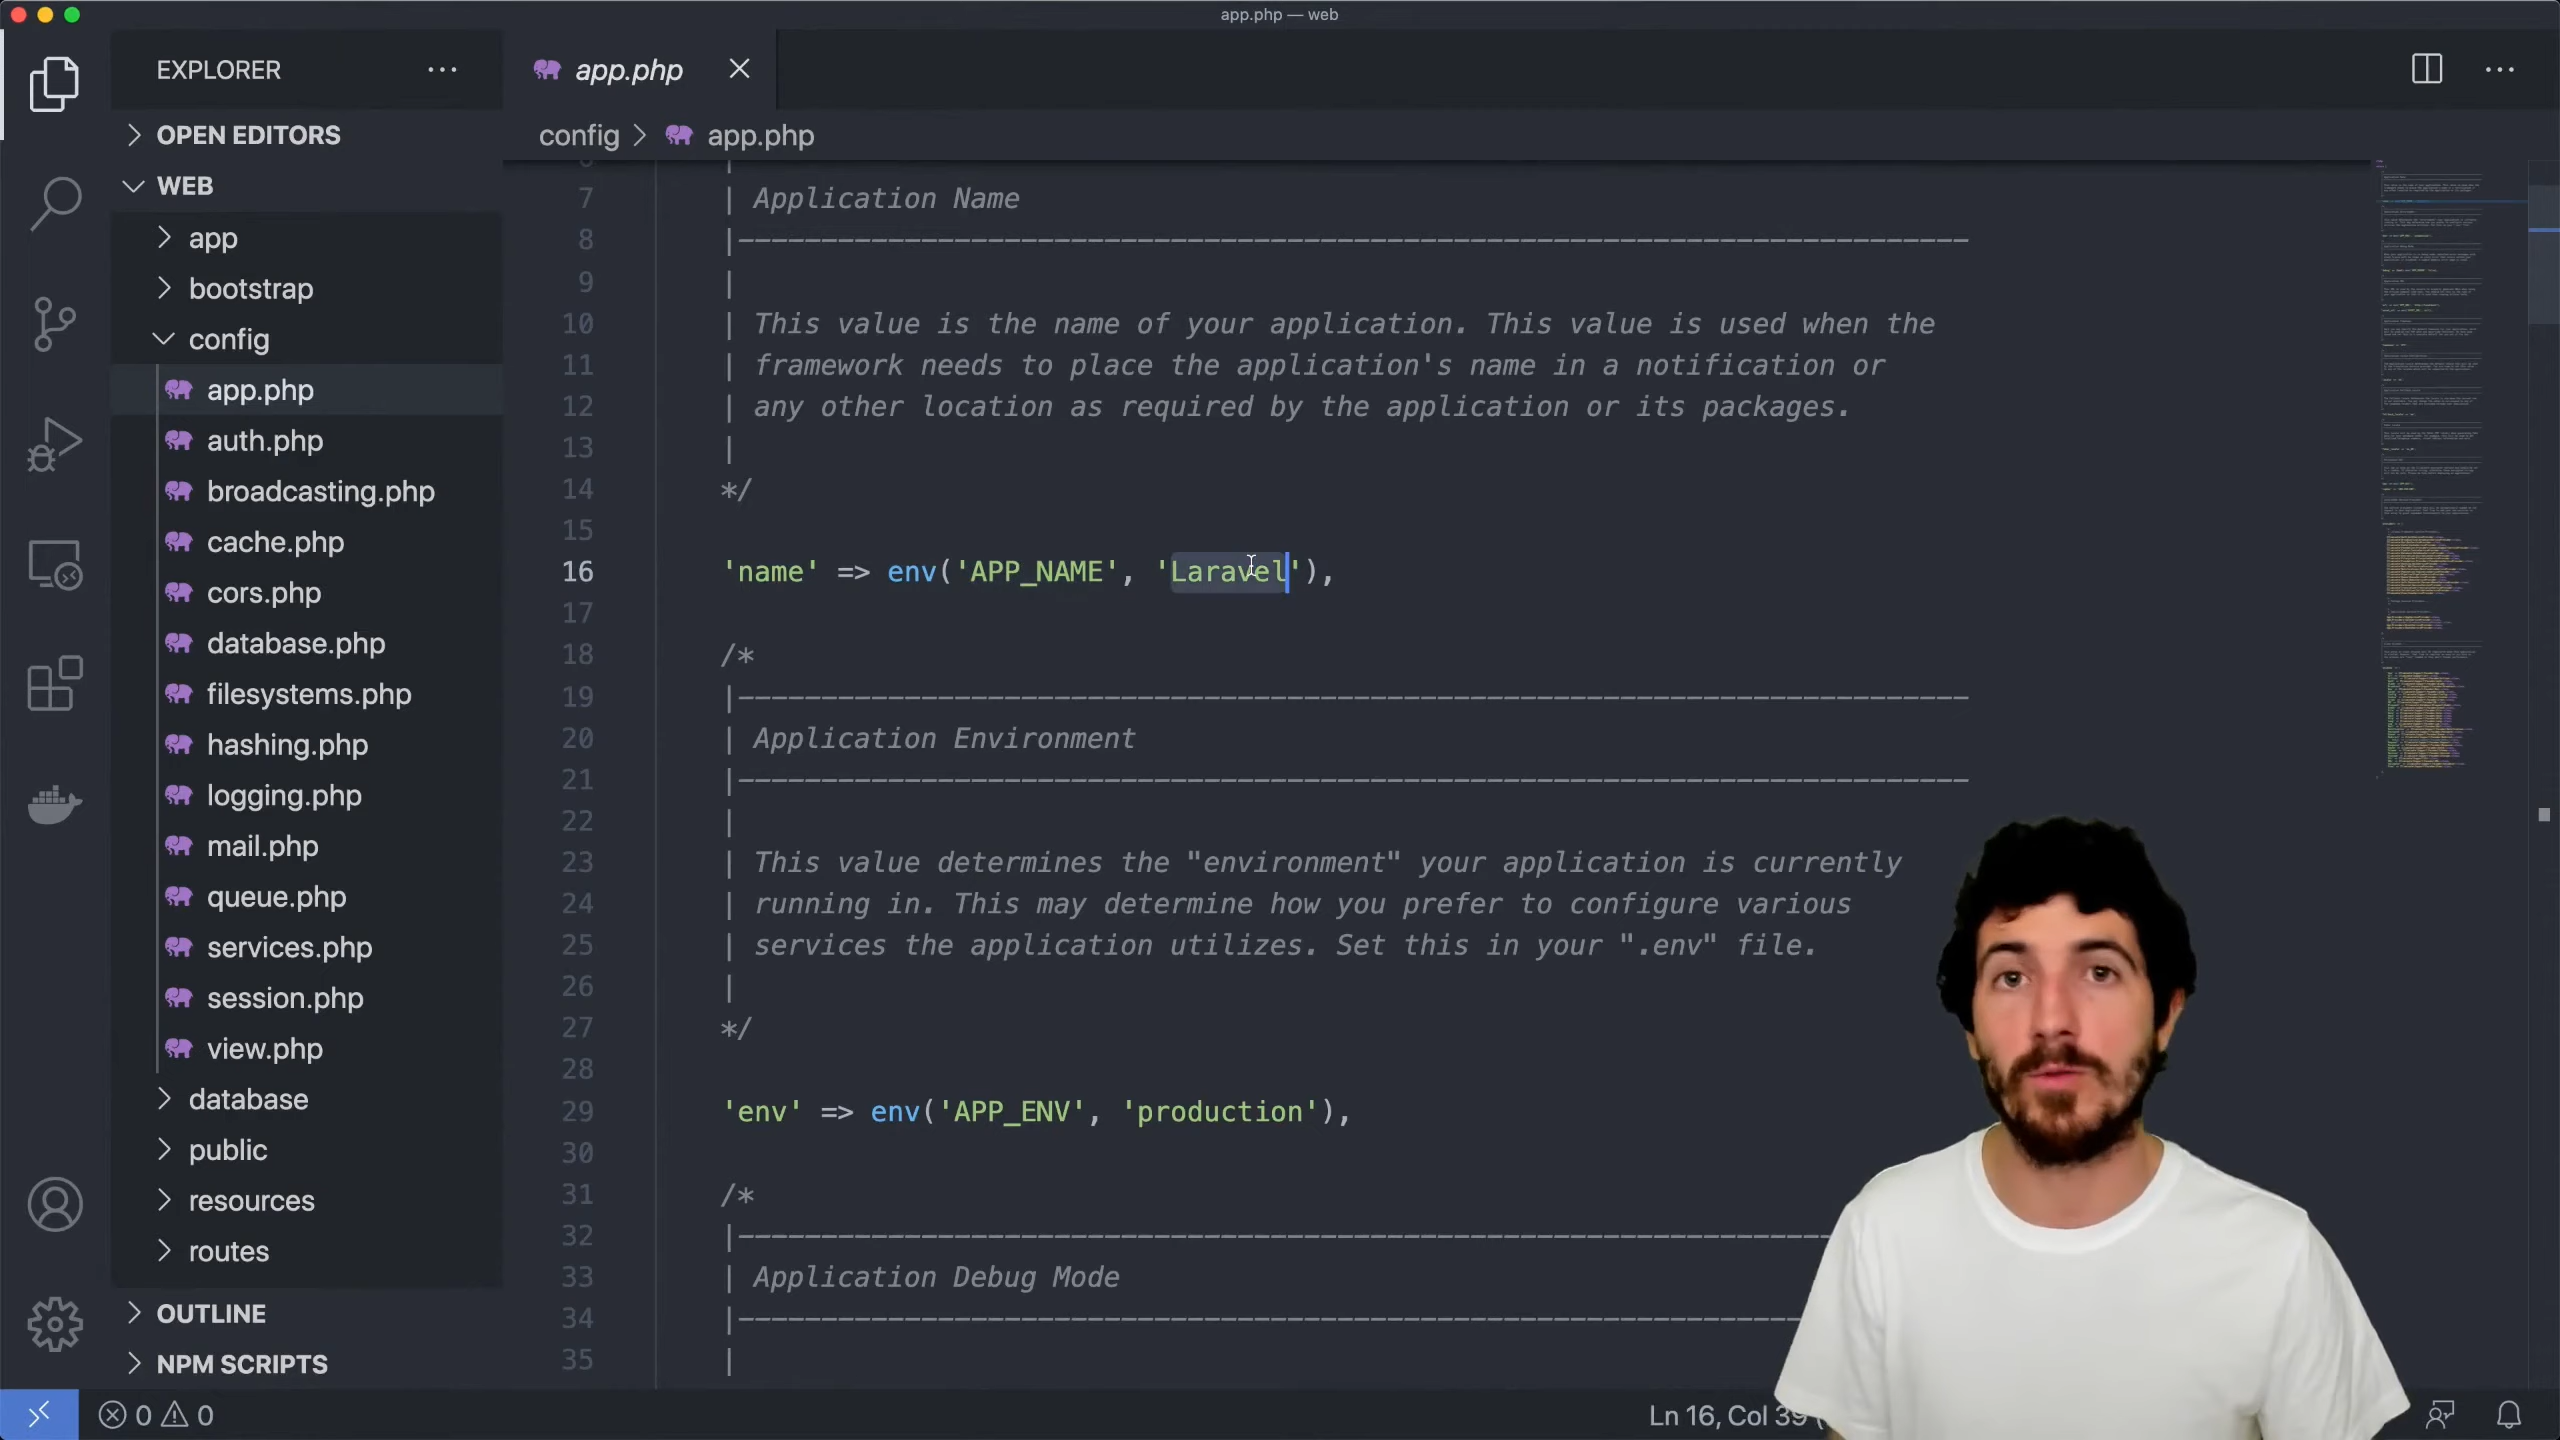 app.php — web
EXPLORER
app.php
OPEN EDITORS
config > app.php
WEB
app
bootstrap
config
app.php
auth.php
broadcasting.php
cache.php
cors.php
database.php
filesystems.php
hashing.php
logging.php
mail.php
queue.php
services.php
session.php
view.php
database
public
resources
routes
OUTLINE
NPM SCRIPTS
7 | Application Name
8 |--------------------------------------------------------------------------
9 |
10 | This value is the name of your application. This value is used when the
11 | framework needs to place the application's name in a notification or
12 | any other location as required by the application or its packages.
13 |
14 */
15
16 'name' => env('APP_NAME', 'Laravel'),
17
18 /*
19 |--------------------------------------------------------------------------
20 | Application Environment
21 |--------------------------------------------------------------------------
22 |
23 | This value determines the "environment" your application is currently
24 | running in. This may determine how you prefer to configure various
25 | services the application utilizes. Set this in your ".env" file.
26 |
27 */
28
29 'env' => env('APP_ENV', 'production'),
30
31 /*
32 |------------------------------------------------------------------
33 | Application Debug Mode
34 |----------------------------------------------------------------
35 |
0 0
Ln 16, Col 39